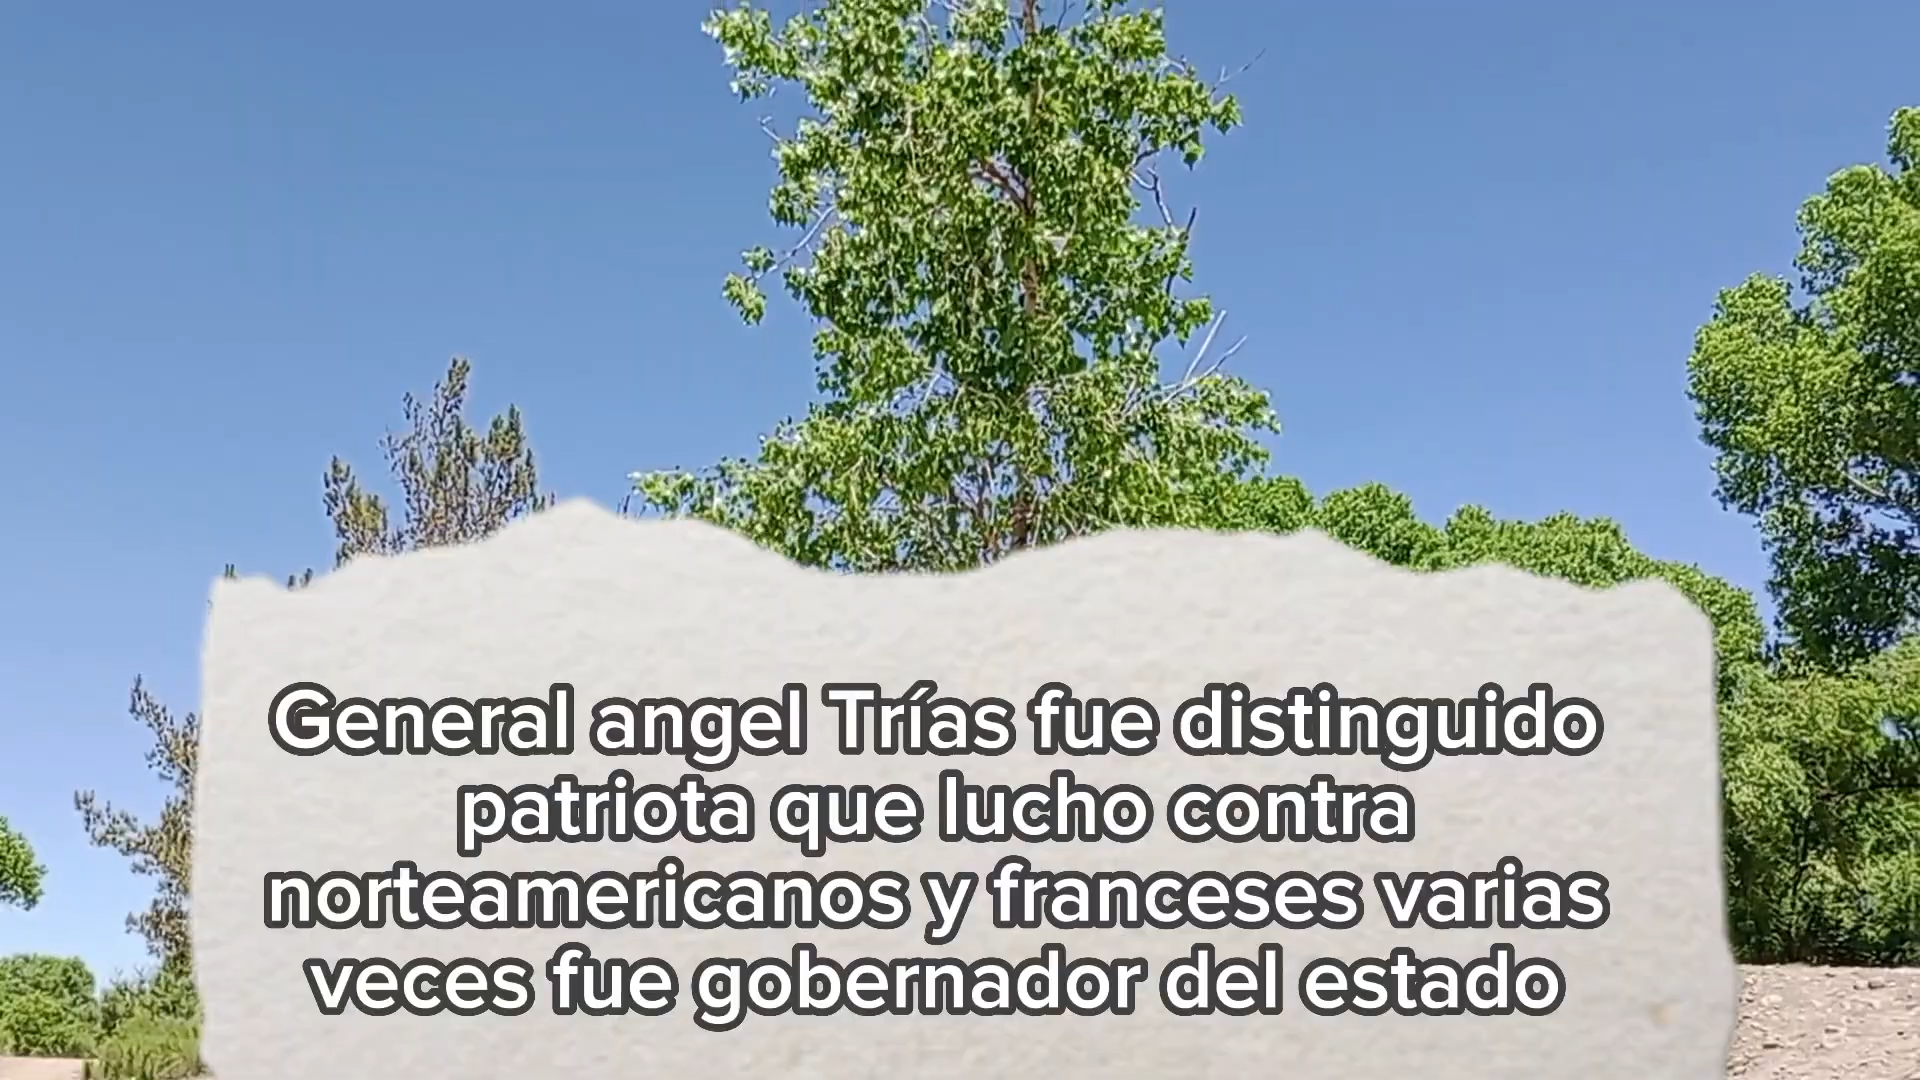 General angel Trías fue distinguido
patriota que lucho contra
norteamericanos y franceses varias
veces fue gobernador del estado